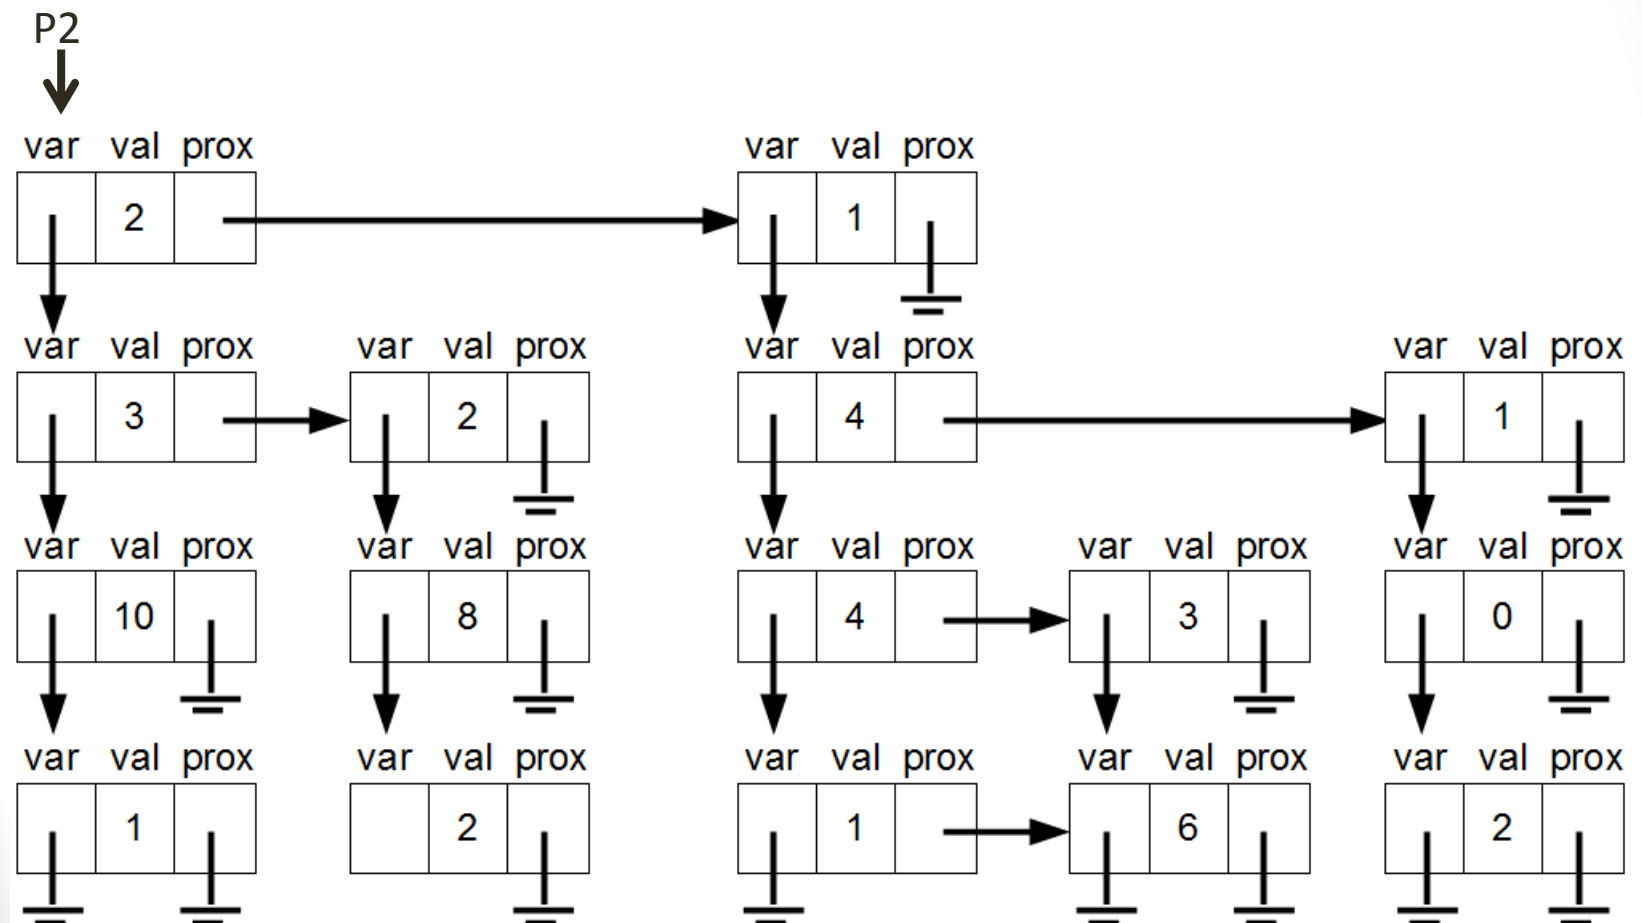 P2
var val prox var val prox
2 1
var val prox var val prox var val prox var val prox
3 2 4 1
var val prox var val prox var val prox var val prox var val prox
10 8 4 3 0
var val prox var val prox var val prox var val prox var val prox
1 2 1 6 2